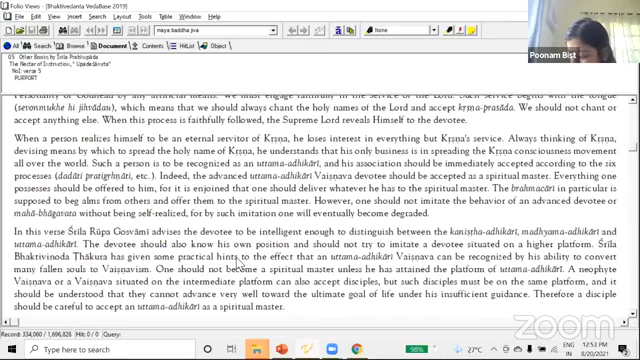 Folio Views - [Bhaktivedanta VedaBase 2019]
maya baddha jiva
None
All Search Browse Document Contents Hit List Object
05 Other Books by Śrīla Prabhupāda
The Nectar of Instruction, "Upadeśāmṛta"
NoI verse 5
PURPORT
Personality of Godhead by any artificial means. We must engage faithfully in the service of the Lord. Such service begins with the tongue
(sevonmukhe hi jihvādau), which means that we should always chant the holy names of the Lord and accept kṛṣṇa-prasāda. We should not chant or
accept anything else. When this process is faithfully followed, the Supreme Lord reveals Himself to the devotee.
When a person realizes himself to be an eternal servitor of Kṛṣṇa, he loses interest in everything but Kṛṣṇa's service. Always thinking of Kṛṣṇa,
devising means by which to spread the holy name of Kṛṣṇa, he understands that his only business is in spreading the Kṛṣṇa consciousness movement
all over the world. Such a person is to be recognized as an uttama-adhikārī, and his association should be immediately accepted according to the six
processes (dadāti pratigṛhṇāti, etc.). Indeed, the advanced uttama-adhikārī Vaiṣṇava devotee should be accepted as a spiritual master. Everything one
possesses should be offered to him, for it is enjoined that one should deliver whatever he has to the spiritual master. The brahmacārī in particular is
supposed to beg alms from others and offer them to the spiritual master. However, one should not imitate the behavior of an advanced devotee or
mahā-bhāgavata without being self-realized, for by such imitation one will eventually become degraded.
In this verse Śrīla Rūpa Gosvāmī advises the devotee to be intelligent enough to distinguish between the kaniṣṭha-adhikārī, madhyama-adhikārī and
uttama-adhikārī. The devotee should also know his own position and should not try to imitate a devotee situated on a higher platform. Śrīla
Bhaktivinoda Ṭhākura has given some practical hints to the effect that an uttama-adhikārī Vaiṣṇava can be recognized by his ability to convert
many fallen souls to Vaiṣṇavism. One should not become a spiritual master unless he has attained the platform of uttama-adhikārī. A neophyte
Vaiṣṇava or a Vaiṣṇava situated on the intermediate platform can also accept disciples, but such disciples must be on the same platform, and it
should be understood that they cannot advance very well toward the ultimate goal of life under his insufficient guidance. Therefore a disciple
should be careful to accept an uttama-adhikārī as a spiritual master.
Record: 334,060 / 1,696,826 Hit: 0 / 0 Query:
Type here to search
98%
27°C
ENG
IN
12:53 PM
8/20/2021
Poonam Bist
zoom